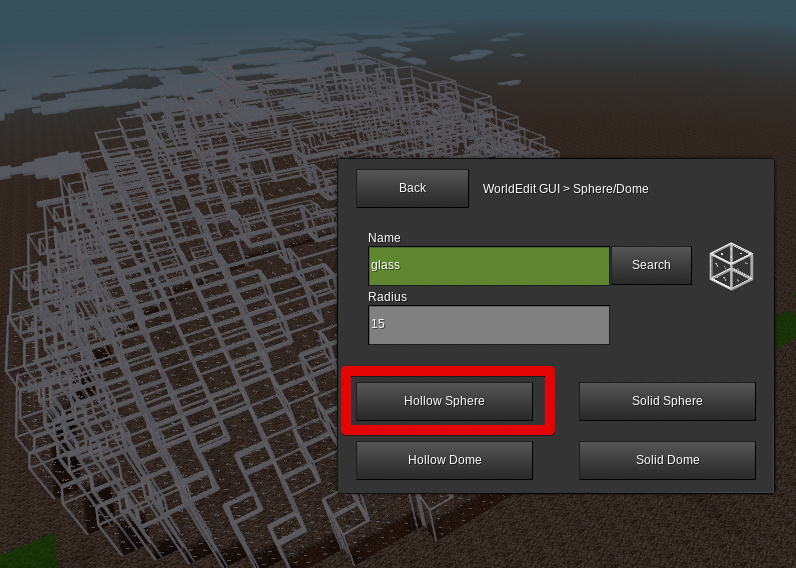 Back
WorldEdit GUI > Sphere/Dome
Name
glass
Search
Radius
15
Hollow Sphere
Solid Sphere
Hollow Dome
Solid Dome